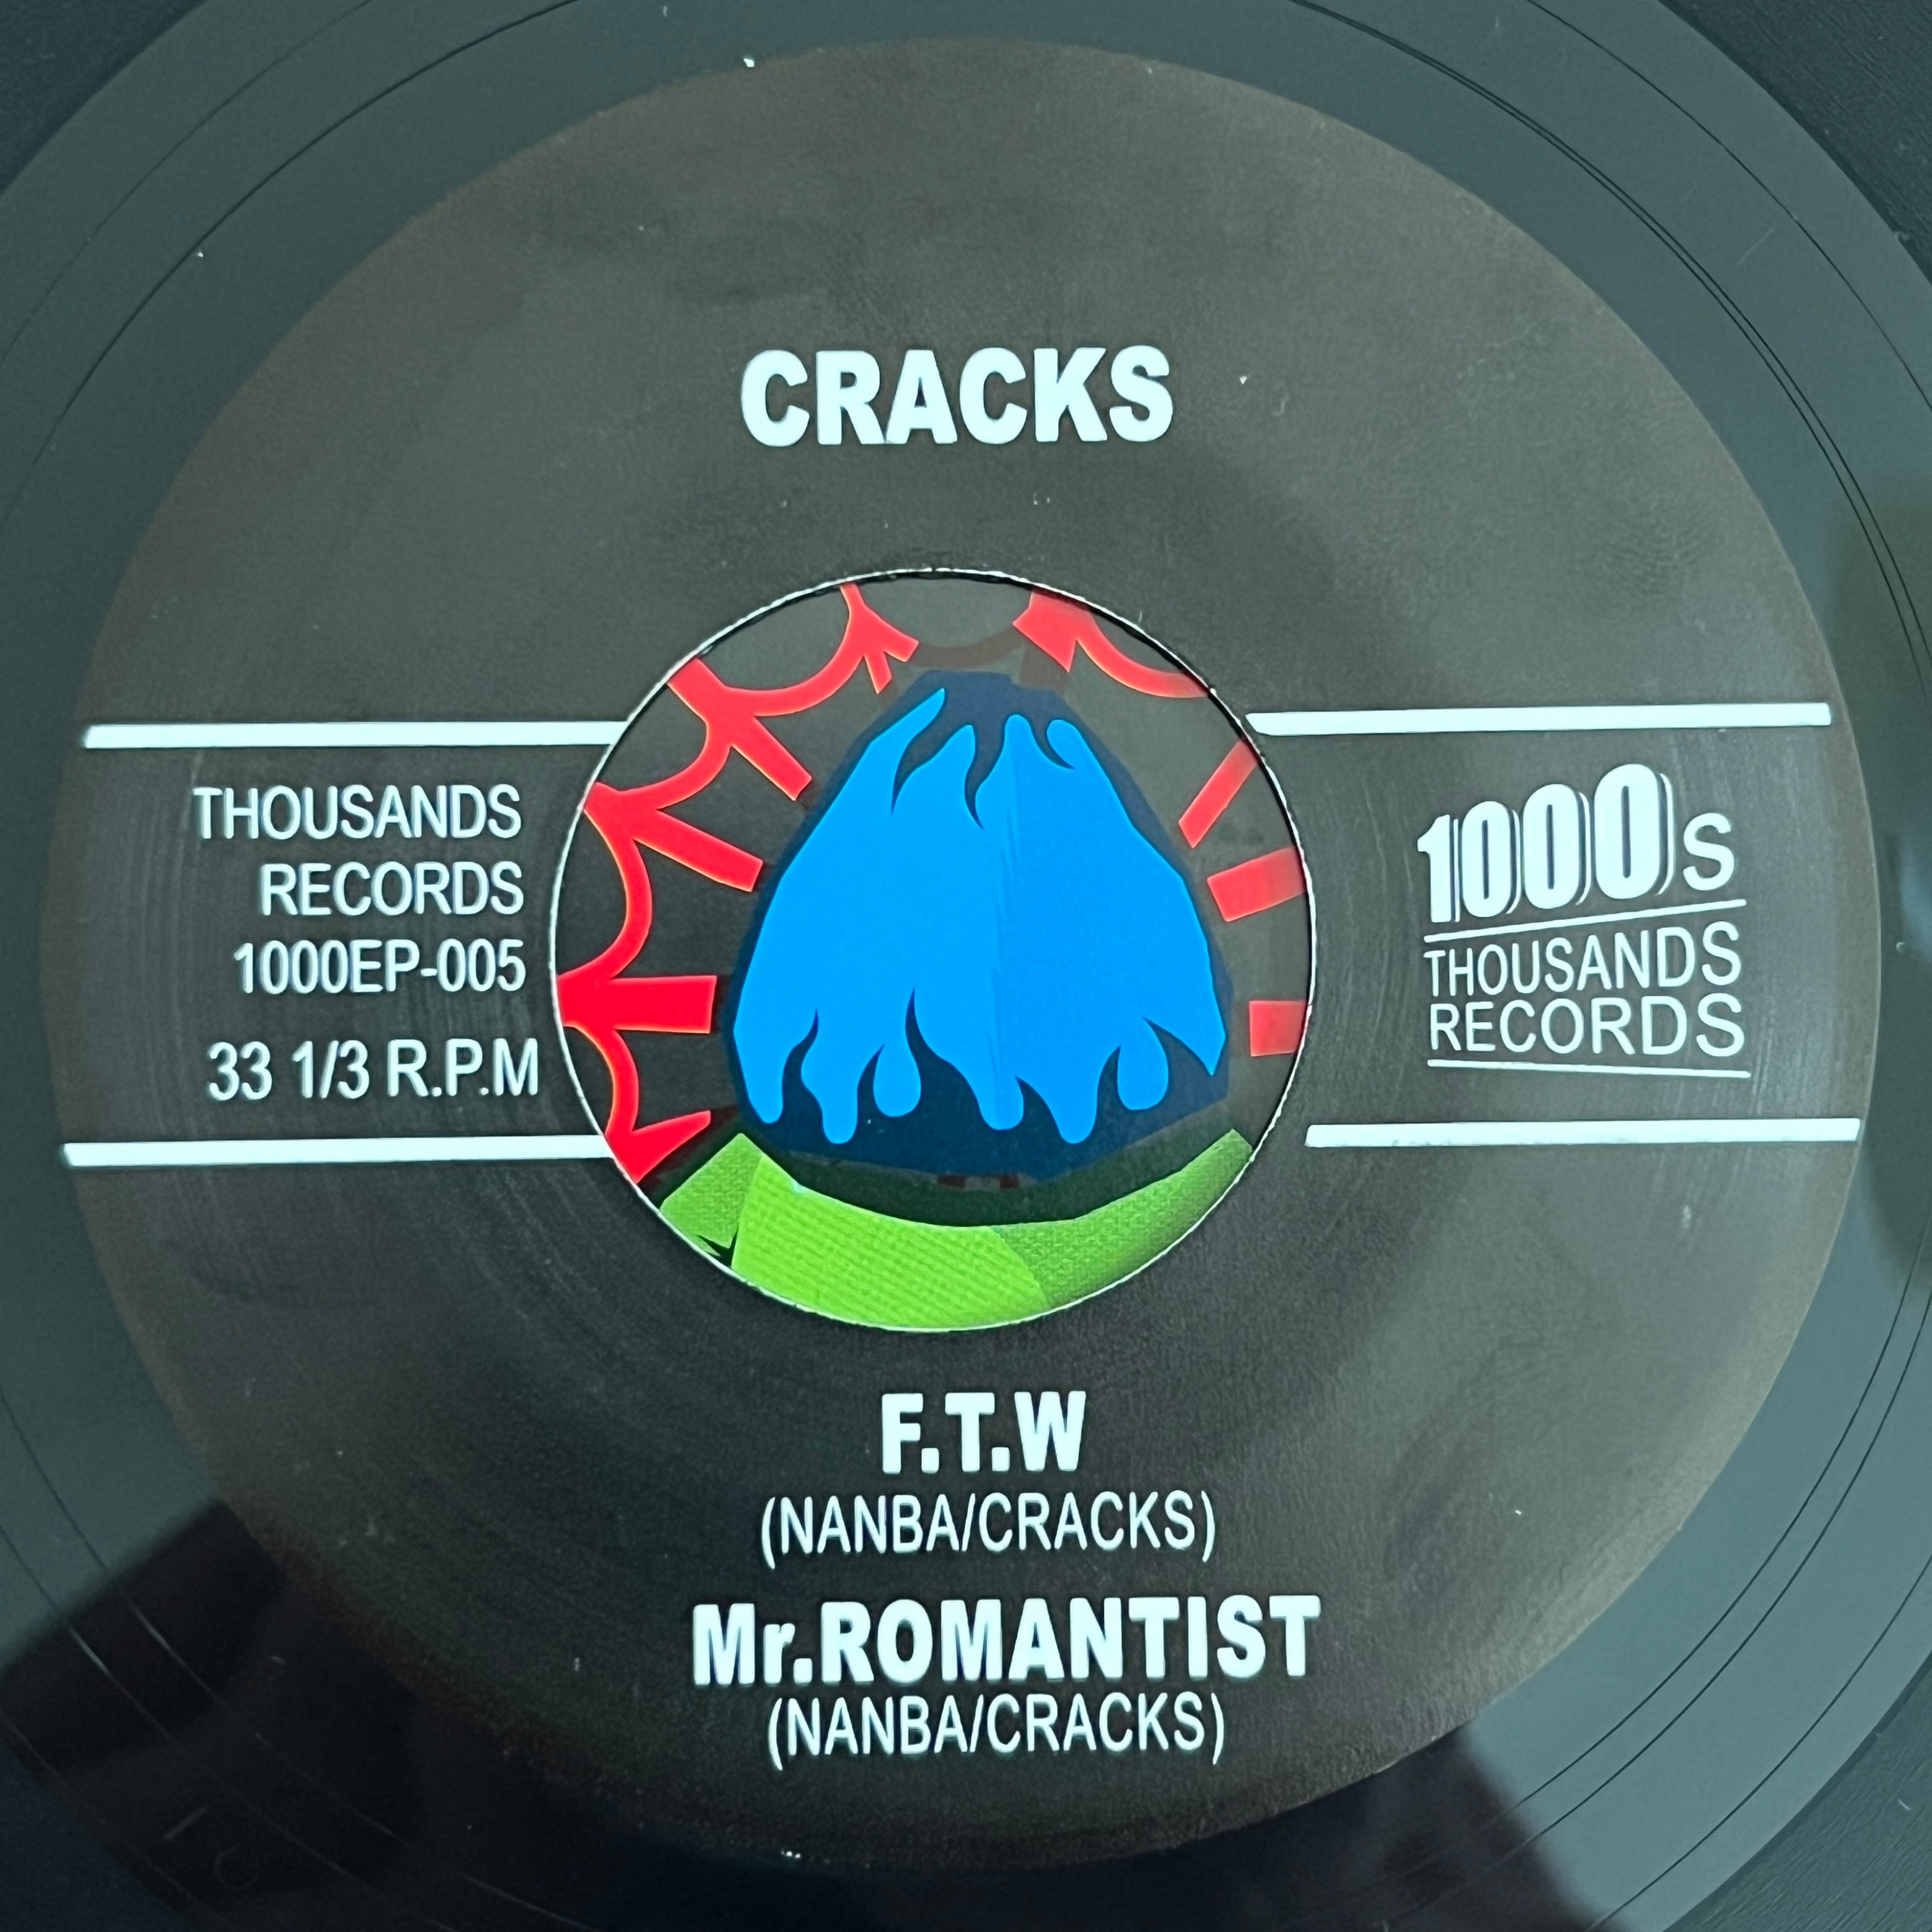 CRACKS
THOUSANDS
RECORDS
1000EP-005
33 1/3 R.P.M
1000s
THOUSANDS
RECORDS
F.T.W
(NANBA/CRACKS)
Mr.ROMANTIST
(NANBA/CRACKS)